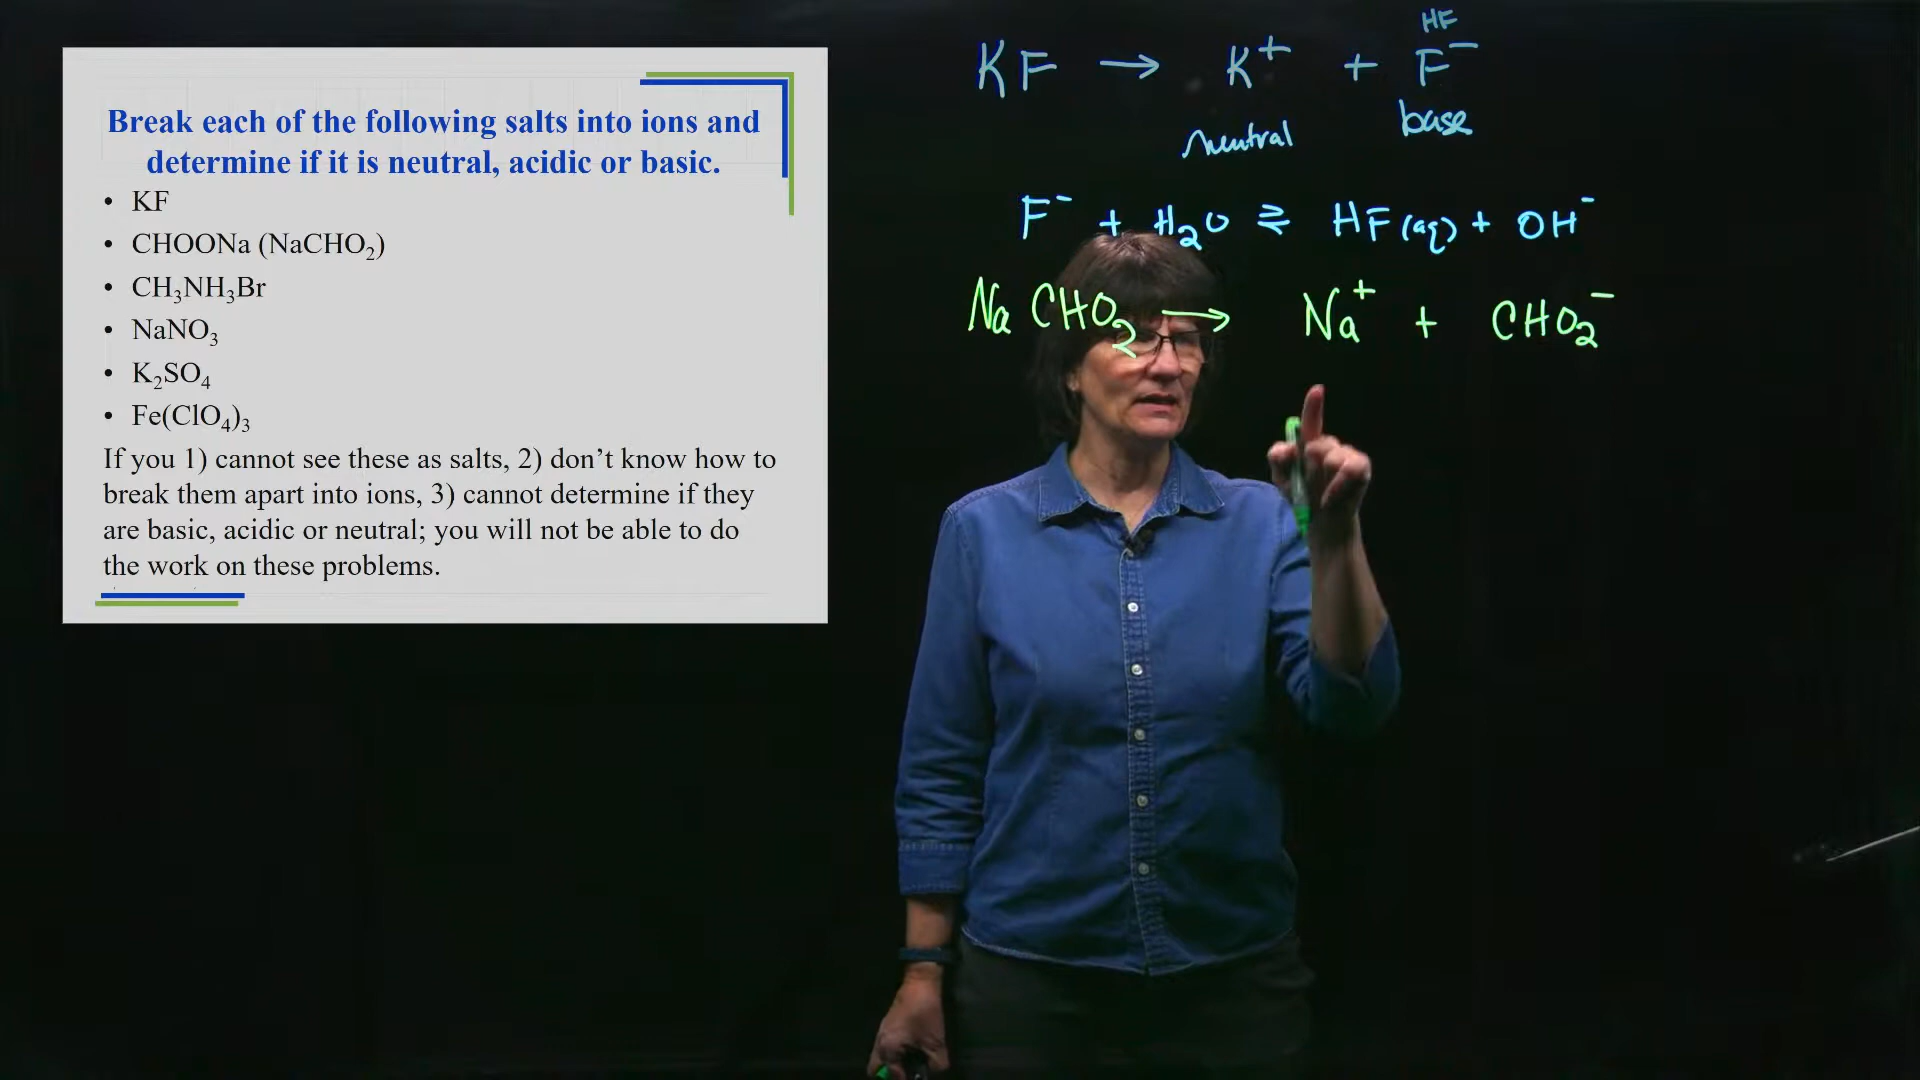 Break each of the following salts into ions and
determine if it is neutral, acidic or basic.
• KF
• CHOONa (NaCHO₂)
• CH₃NH₃Br
• NaNO₃
• K₂SO₄
• Fe(ClO₄)₃
If you 1) cannot see these as salts, 2) don’t know how to
break them apart into ions, 3) cannot determine if they
are basic, acidic or neutral; you will not be able to do
the work on these problems.
HF
KF → K⁺ + F⁻
neutral base
F⁻ + H₂O ⇌ HF(aq) + OH⁻
NaCHO₂ → Na⁺ + CHO₂⁻